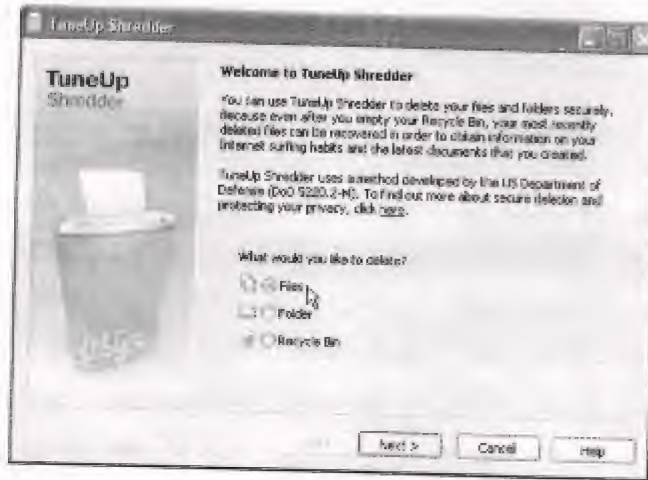 TuneUp Shredder
TuneUp
Shredder
Welcome to TuneUp Shredder
You can use TuneUp Shredder to delete your files and folders securely,
because even after you empty your Recycle Bin, your most recently
deleted files can be recovered in order to obtain information on your
Internet surfing habits and the latest documents that you created.
TuneUp Shredder uses a method developed by the US Department of
Defense (DoD 5220.2-M). To find out more about secure deletion and
protecting your privacy, click here.
What would you like to delete?
Files
Folder
Recycle Bin
Next >
Cancel
Help